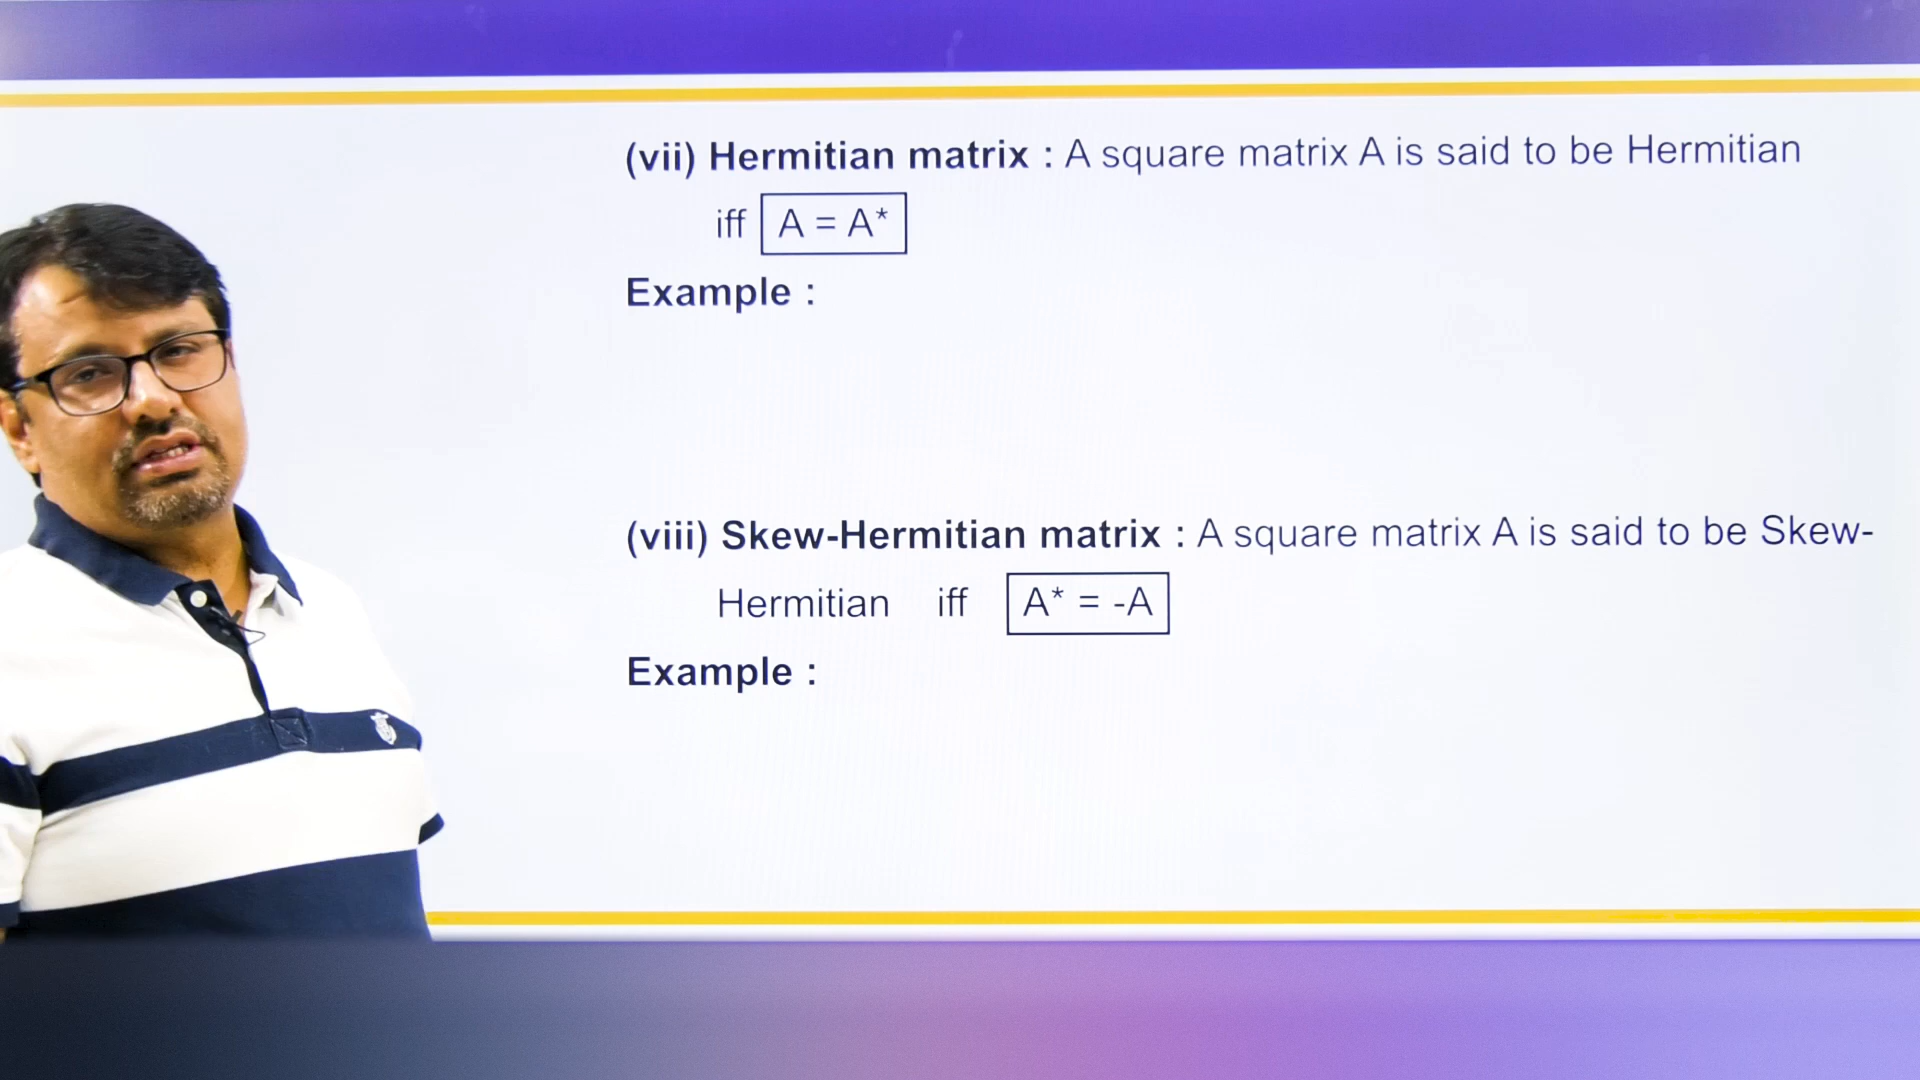 (vii) Hermitian matrix : A square matrix A is said to be Hermitian
iff A = A*
Example :
(viii) Skew-Hermitian matrix : A square matrix A is said to be Skew-
Hermitian iff A* = -A
Example :